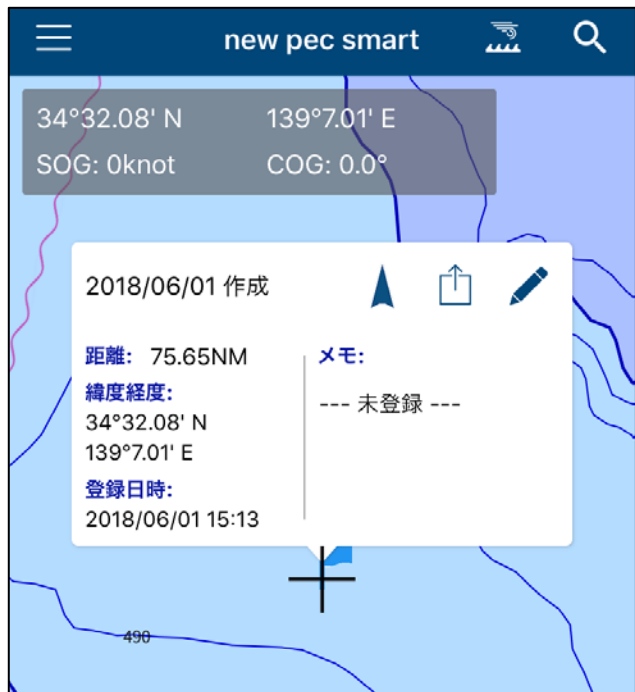 new pec smart
34°32.08' N 139°7.01' E
SOG: 0knot COG: 0.0°
2018/06/01 作成
距離: 75.65NM
緯度経度:
34°32.08' N
139°7.01' E
登録日時:
2018/06/01 15:13
メモ:
--- 未登録 ---
490